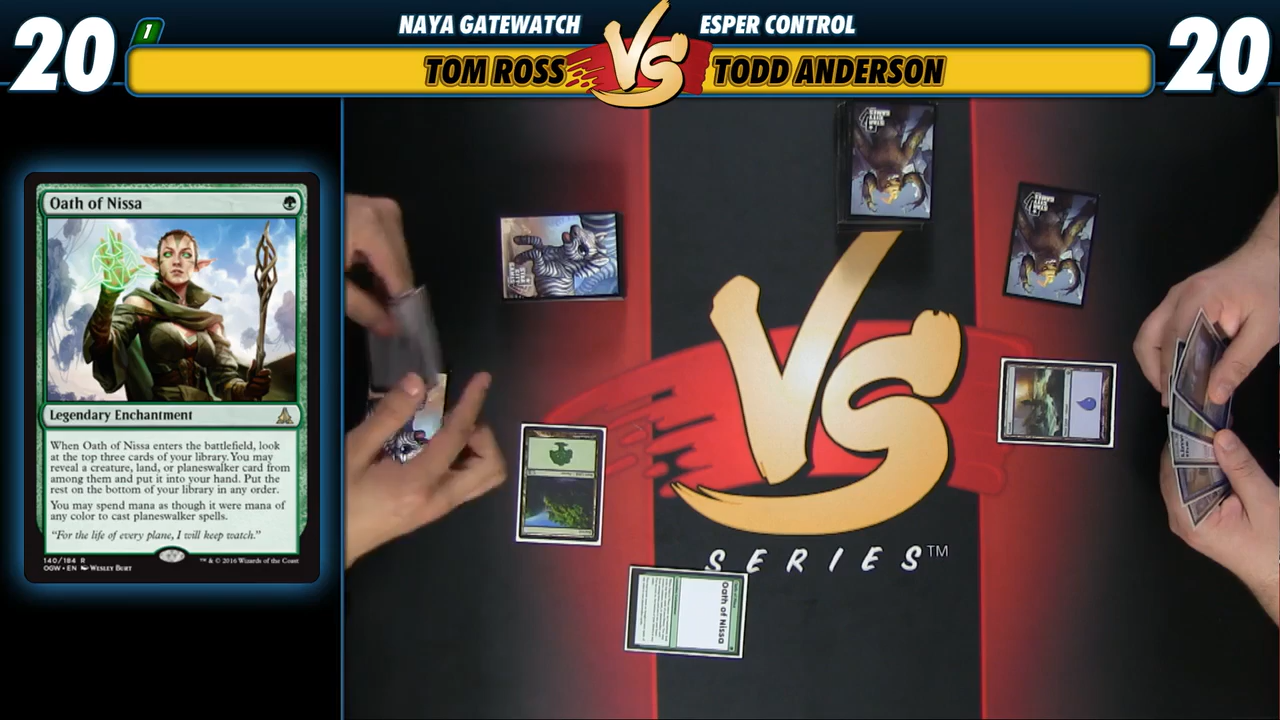 NAYA GATEWATCH
ESPER CONTROL
20
1
TOM ROSS
VS
TODD ANDERSON
20
Oath of Nissa
Legendary Enchantment
When Oath of Nissa enters the battlefield, look
at the top three cards of your library. You may
reveal a creature, land, or planeswalker card from
among them and put it into your hand. Put the
rest on the bottom of your library in any order.
You may spend mana as though it were mana of
any color to cast planeswalker spells.
"For the life of every plane, I will keep watch."
140/184 R
OGW • EN Wesley Burt
™ & © 2016 Wizards of the Coast
VS
SERIES™
Oath of Nissa